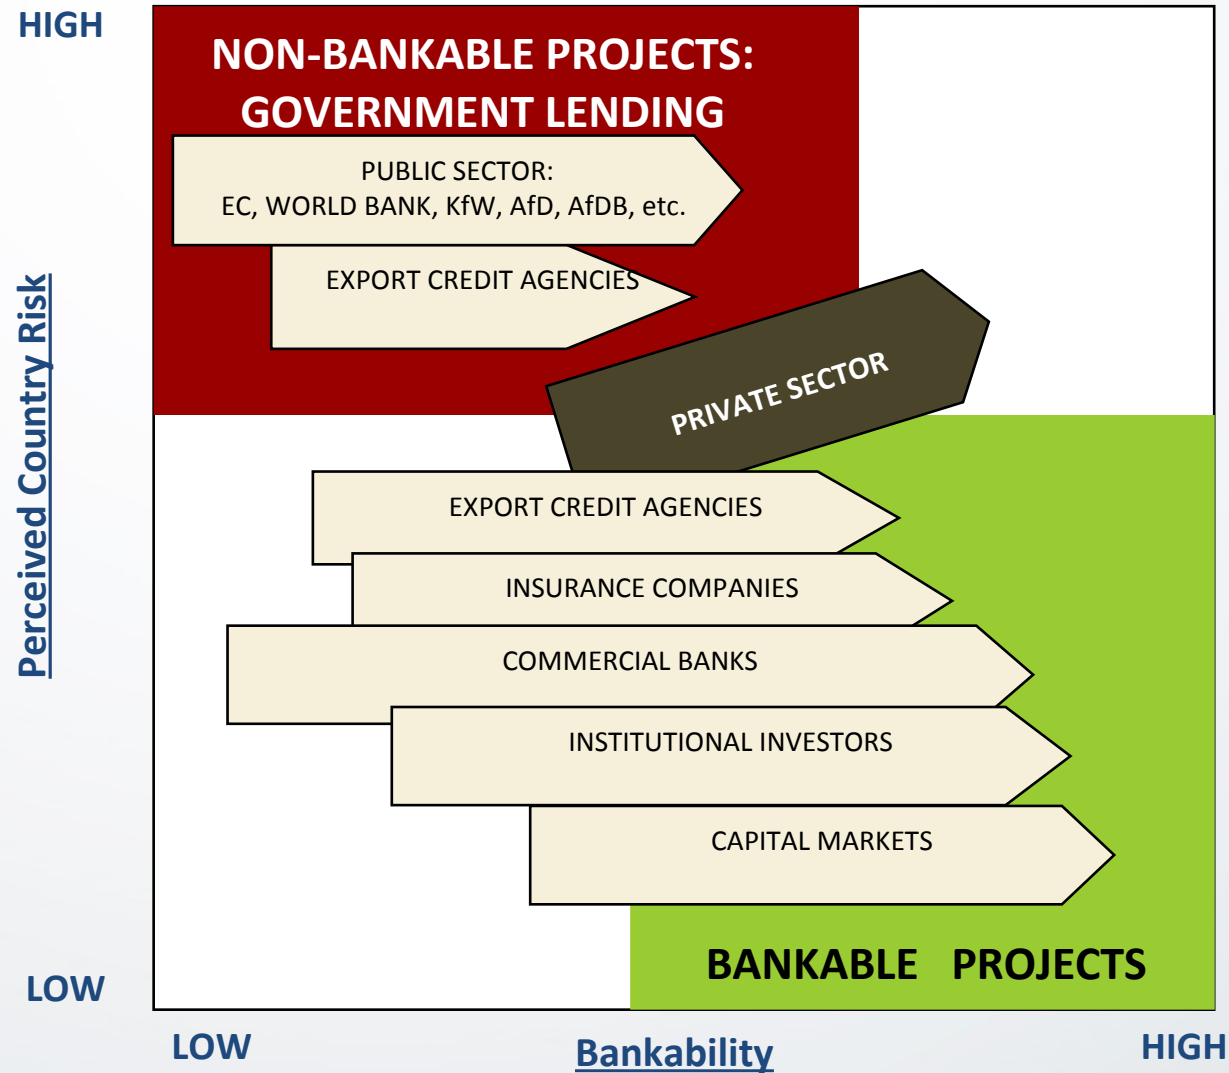 HIGH
NON-BANKABLE PROJECTS:
GOVERNMENT LENDING
PUBLIC SECTOR:
EC, WORLD BANK, KfW, AfD, AfDB, etc.
EXPORT CREDIT AGENCIES
Perceived Country Risk
PRIVATE SECTOR
EXPORT CREDIT AGENCIES
INSURANCE COMPANIES
COMMERCIAL BANKS
INSTITUTIONAL INVESTORS
CAPITAL MARKETS
BANKABLE PROJECTS
LOW
LOW
Bankability
HIGH